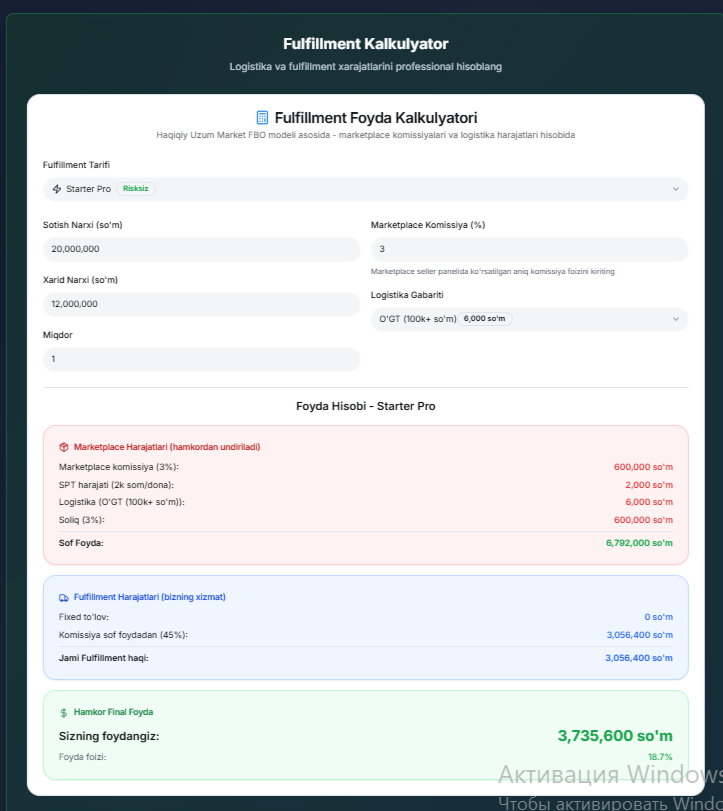 Fulfillment Kalkulyator
Logistika va fulfillment xarajatlarini professional hisoblang
Fulfillment Foyda Kalkulyatori
Haqiqiy Uzum Market FBO modeli asosida - marketplace komissiyalari va logistika harajatlari hisobida
Fulfillment Tarifi
Starter Pro Risksiz
Sotish Narxi (so'm)
20,000,000
Marketplace Komissiya (%)
3
Marketplace seller panelida ko'rsatilgan aniq komissiya foizini kiriting
Xarid Narxi (so'm)
12,000,000
Logistika Gabariti
O'GT (100k+ so'm) 6,000 so'm
Miqdor
1
Foyda Hisobi - Starter Pro
Marketplace Harajatlari (hamkordan undiriladi)
Marketplace komissiya (3%): 600,000 so'm
SPT harajati (2k som/dona): 2,000 so'm
Logistika (O'GT (100k+ so'm)): 6,000 so'm
Soliq (3%): 600,000 so'm
Sof Foyda: 6,792,000 so'm
Fulfillment Harajatlari (bizning xizmat)
Fixed to'lov: 0 so'm
Komissiya sof foydadan (45%): 3,056,400 so'm
Jami Fulfillment haqi: 3,056,400 so'm
Hamkor Final Foyda
Sizning foydangiz: 3,735,600 so'm
Foyda foizi: 18.7%
Активация Windows
Чтобы активировать Windo